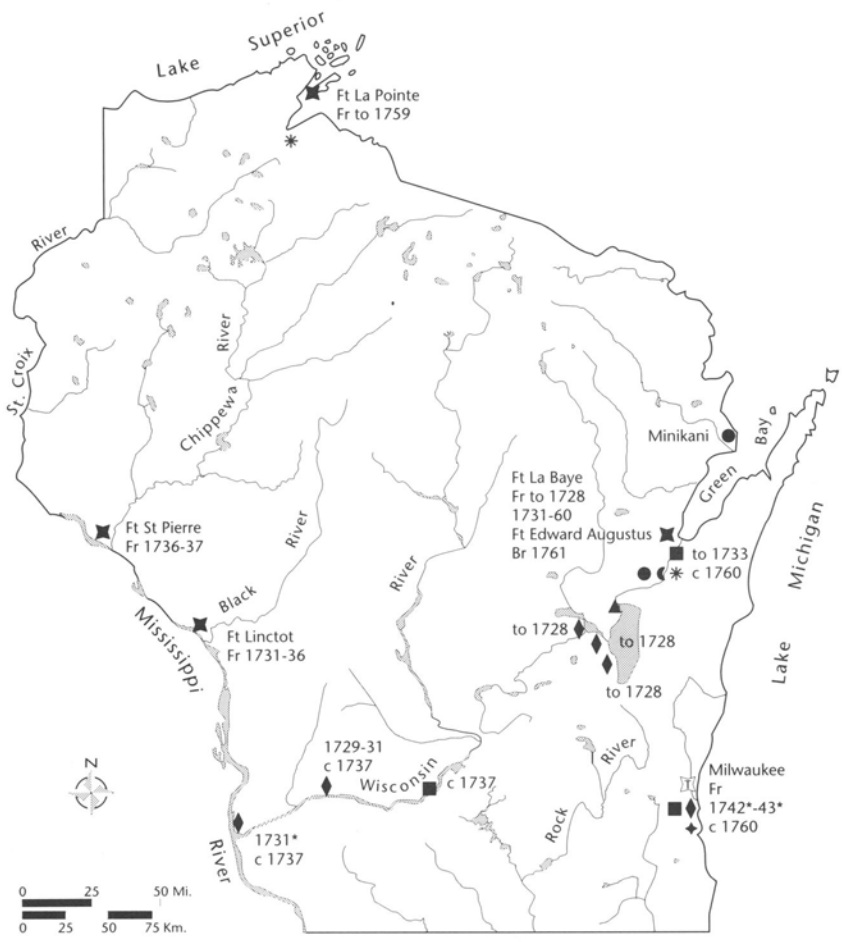 Lake Superior
Ft La Pointe
Fr to 1759
River
St. Croix
River
Chippewa
Minikani
Green Bay
Ft La Baye
Fr to 1728
1731-60
Ft Edward Augustus
Br 1761
to 1733
c 1760
Lake Michigan
Ft St Pierre
Fr 1736-37
River
Black
River
Ft Linctot
Fr 1731-36
Mississippi
to 1728
to 1728
to 1728
1729-31
c 1737
Wisconsin
c 1737
River
Rock
Milwaukee
Fr
1742*-43*
c 1760
N
1731*
c 1737
River
0 25 50 Mi.
0 25 50 75 Km.